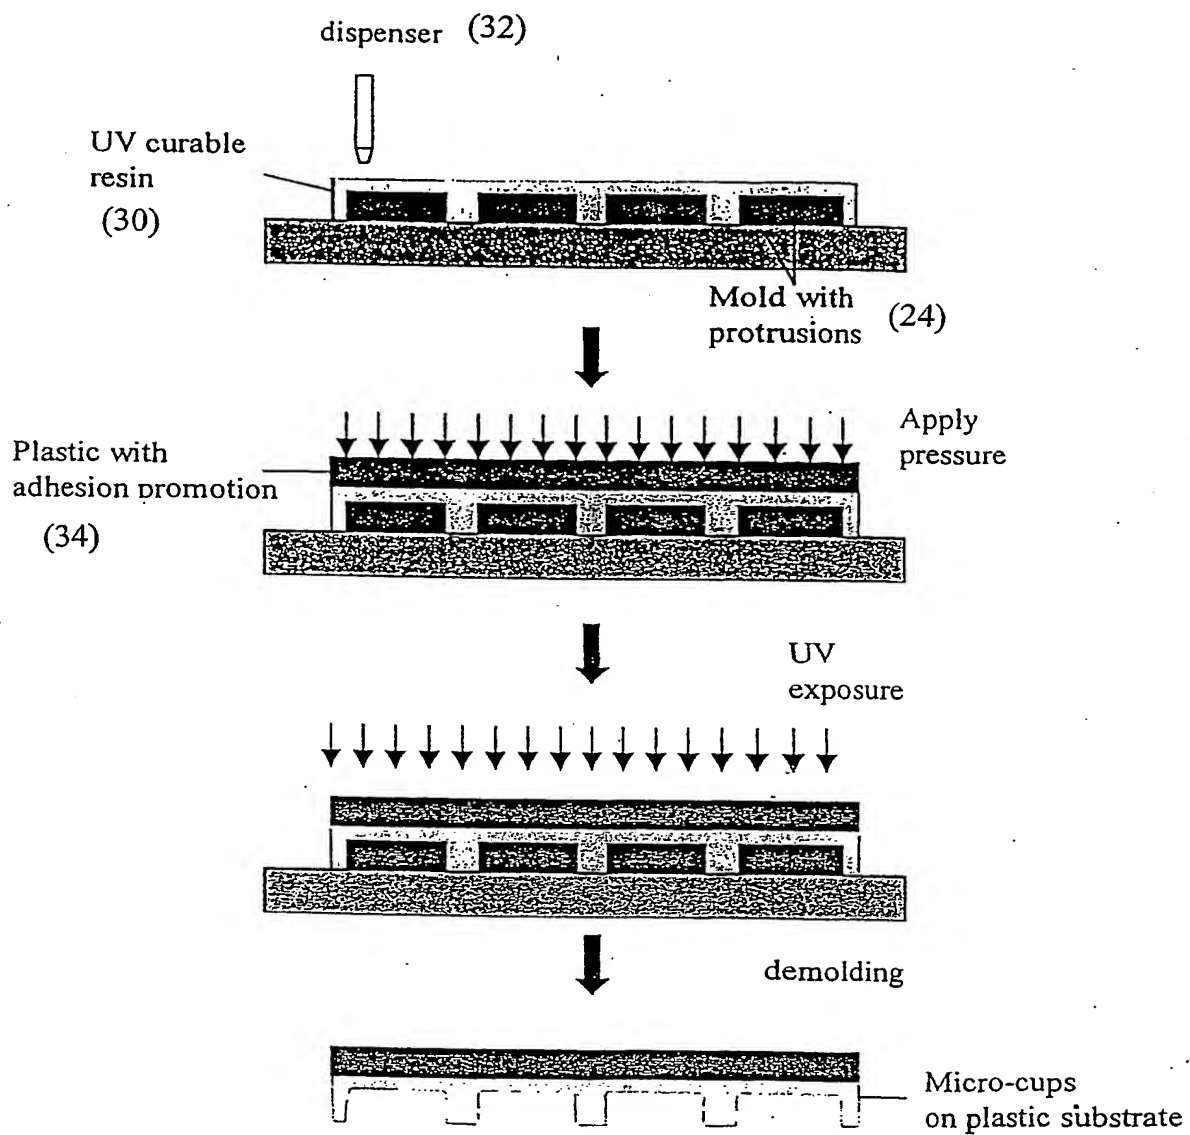 dispenser (32)
UV curable
resin
(30)
Mold with
protrusions (24)
Apply
pressure
Plastic with
adhesion promotion
(34)
UV
exposure
demolding
Micro-cups
on plastic substrate